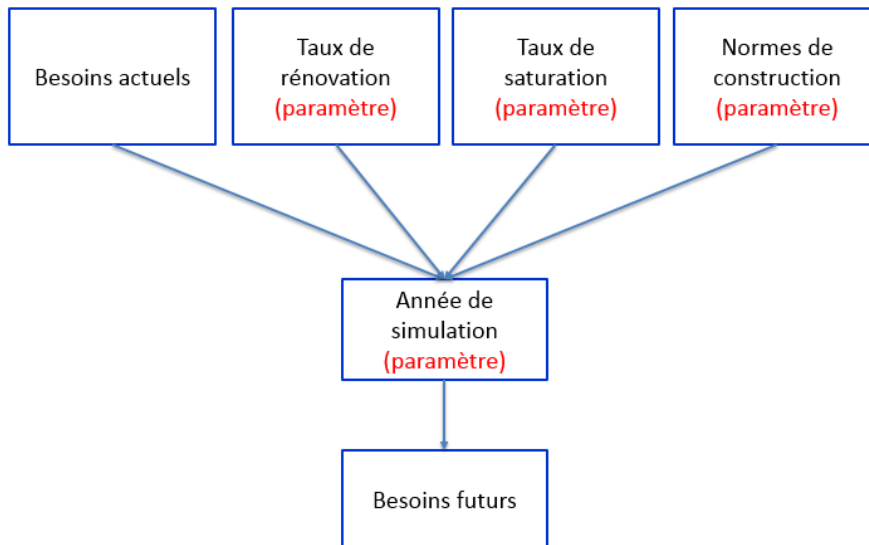 Besoins actuels
Taux de
rénovation
(paramètre)
Taux de
saturation
(paramètre)
Normes de
construction
(paramètre)
Année de
simulation
(paramètre)
Besoins futurs